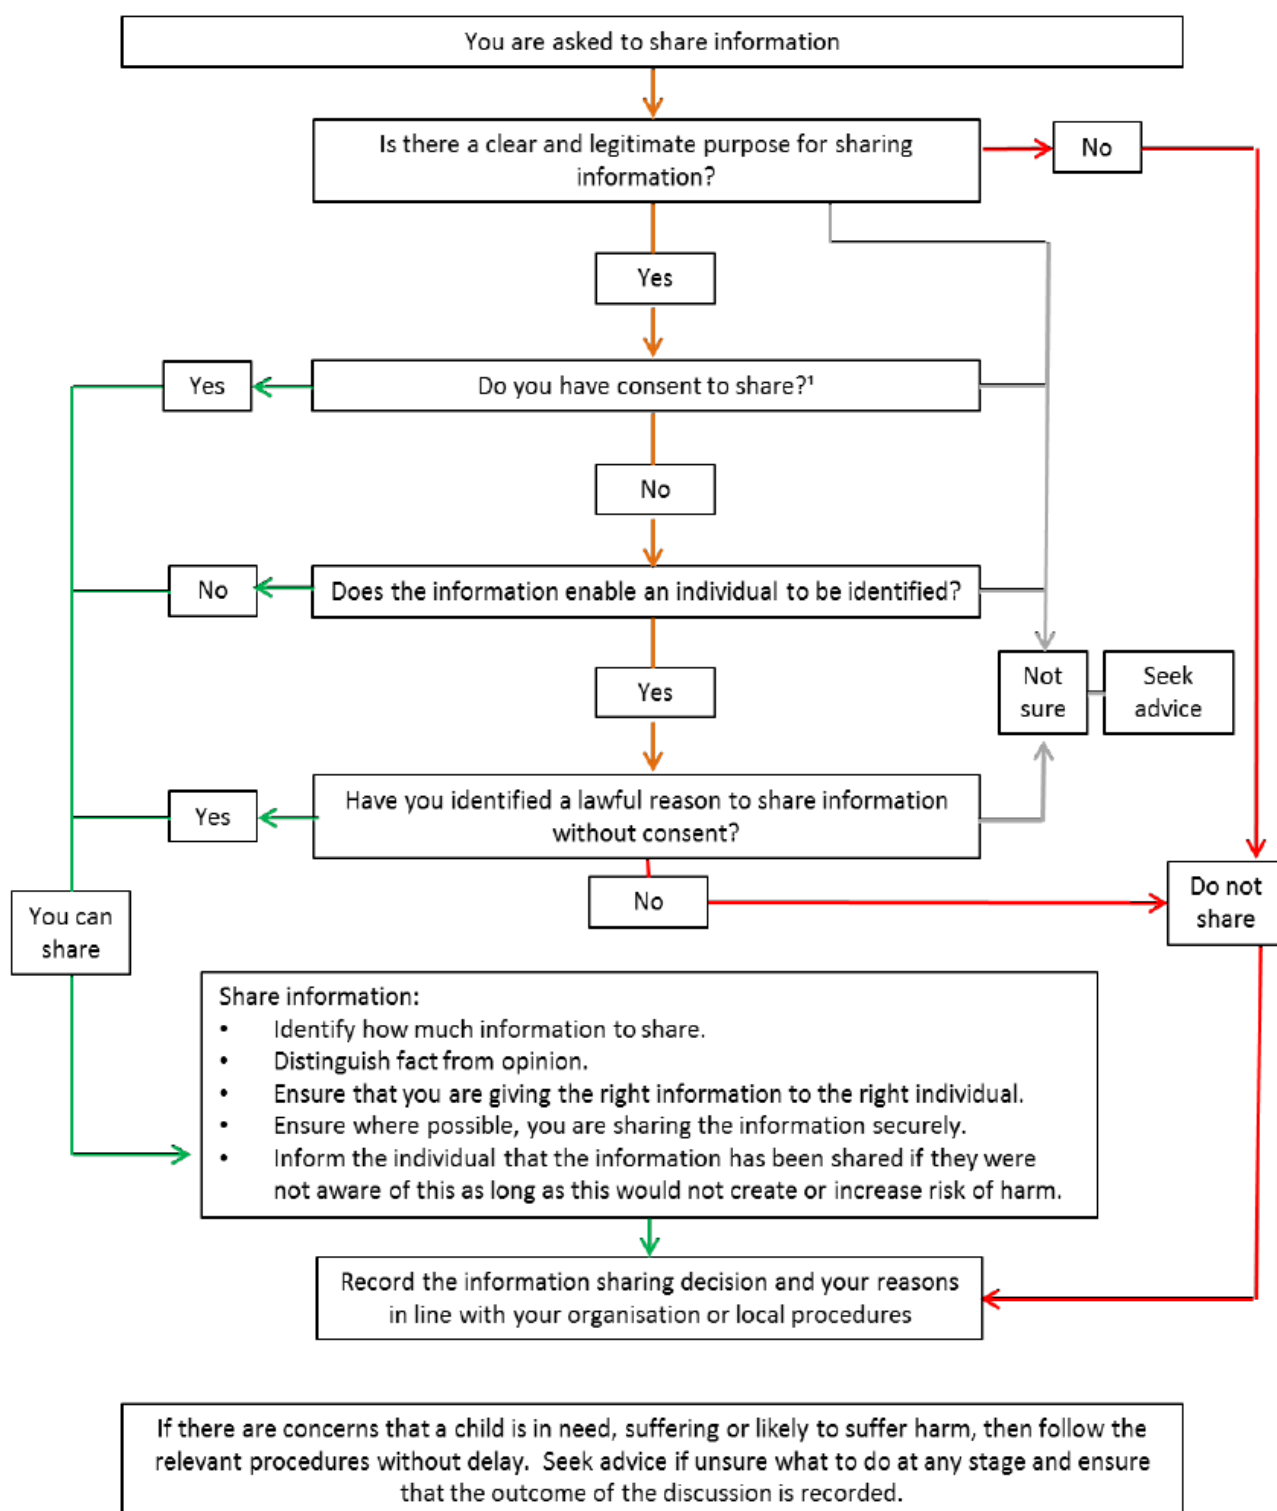 You are asked to share information
Is there a clear and legitimate purpose for sharing
information?
No
Yes
Yes
Do you have consent to share?¹
No
No
Does the information enable an individual to be identified?
Yes
Not
sure
Seek
advice
Yes
Have you identified a lawful reason to share information
without consent?
No
Do not
share
You can
share
Share information:
• Identify how much information to share.
• Distinguish fact from opinion.
• Ensure that you are giving the right information to the right individual.
• Ensure where possible, you are sharing the information securely.
• Inform the individual that the information has been shared if they were
not aware of this as long as this would not create or increase risk of harm.
Record the information sharing decision and your reasons
in line with your organisation or local procedures
If there are concerns that a child is in need, suffering or likely to suffer harm, then follow the
relevant procedures without delay. Seek advice if unsure what to do at any stage and ensure
that the outcome of the discussion is recorded.